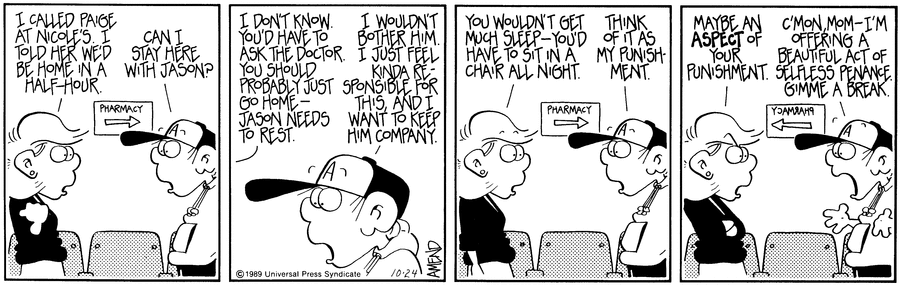 I CALLED PAIGE
AT NICOLE'S. I
TOLD HER WE'D
BE HOME IN A
HALF-HOUR.
CAN I
STAY HERE
WITH JASON?
PHARMACY
I DON'T KNOW.
YOU'D HAVE TO
ASK THE DOCTOR.
YOU SHOULD
PROBABLY JUST
GO HOME—
JASON NEEDS
TO REST.
I WOULDN'T
BOTHER HIM.
I JUST FEEL
KINDA RE-
SPONSIBLE FOR
THIS, AND I
WANT TO KEEP
HIM COMPANY.
A
©1989 Universal Press Syndicate
10-24
AMEND
YOU WOULDN'T GET
MUCH SLEEP—YOU'D
HAVE TO SIT IN A
CHAIR ALL NIGHT.
THINK
OF IT AS
MY PUNISH-
MENT.
PHARMACY
MAYBE AN
ASPECT OF
YOUR
PUNISHMENT.
C'MON, MOM—I'M
OFFERING A
BEAUTIFUL ACT OF
SELFLESS PENANCE.
GIMME A BREAK.
PHARMACY
A